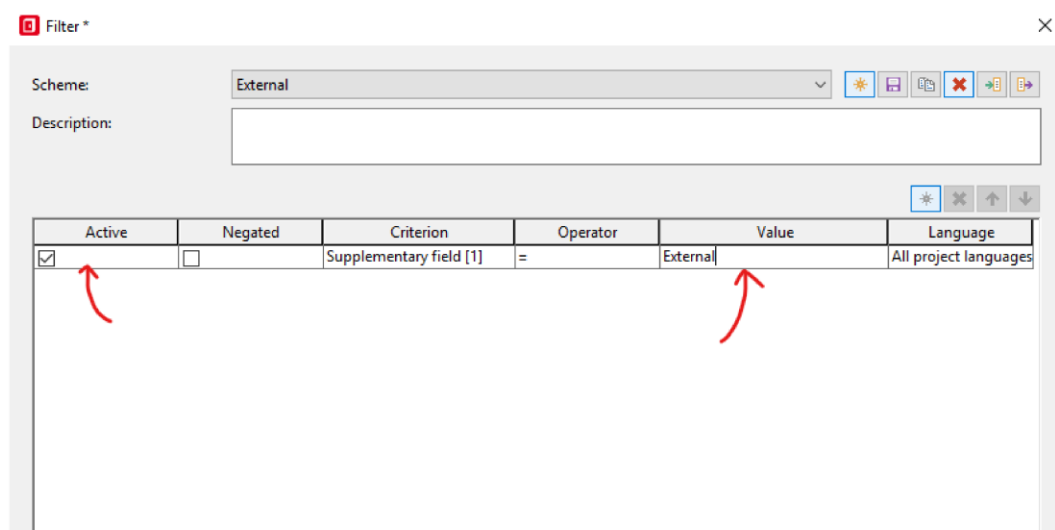 Filter *
Scheme: External
Description:
Active Negated Criterion Operator Value Language
Supplementary field [1] = External All project languages